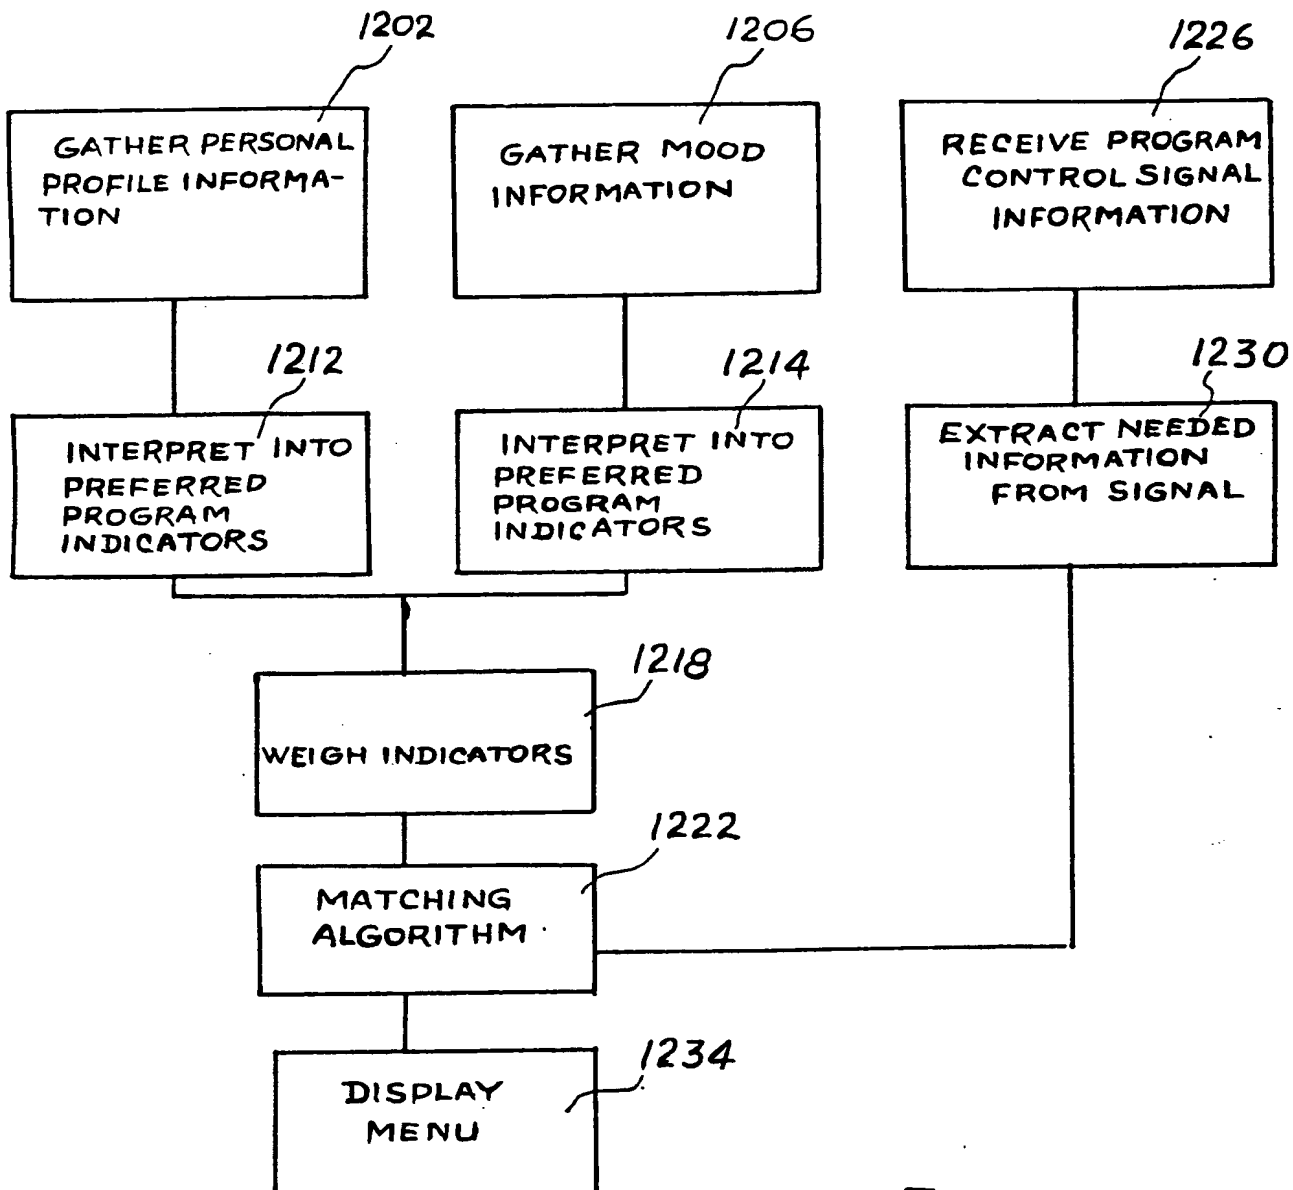 1202
1206
1226
GATHER PERSONAL
PROFILE INFORMA-
TION
GATHER MOOD
INFORMATION
RECEIVE PROGRAM
CONTROL SIGNAL
INFORMATION
1212
1214
1230
INTERPRET INTO
PREFERRED
PROGRAM
INDICATORS
INTERPRET INTO
PREFERRED
PROGRAM
INDICATORS
EXTRACT NEEDED
INFORMATION
FROM SIGNAL
1218
WEIGH INDICATORS
1222
MATCHING
ALGORITHM
1234
DISPLAY
MENU